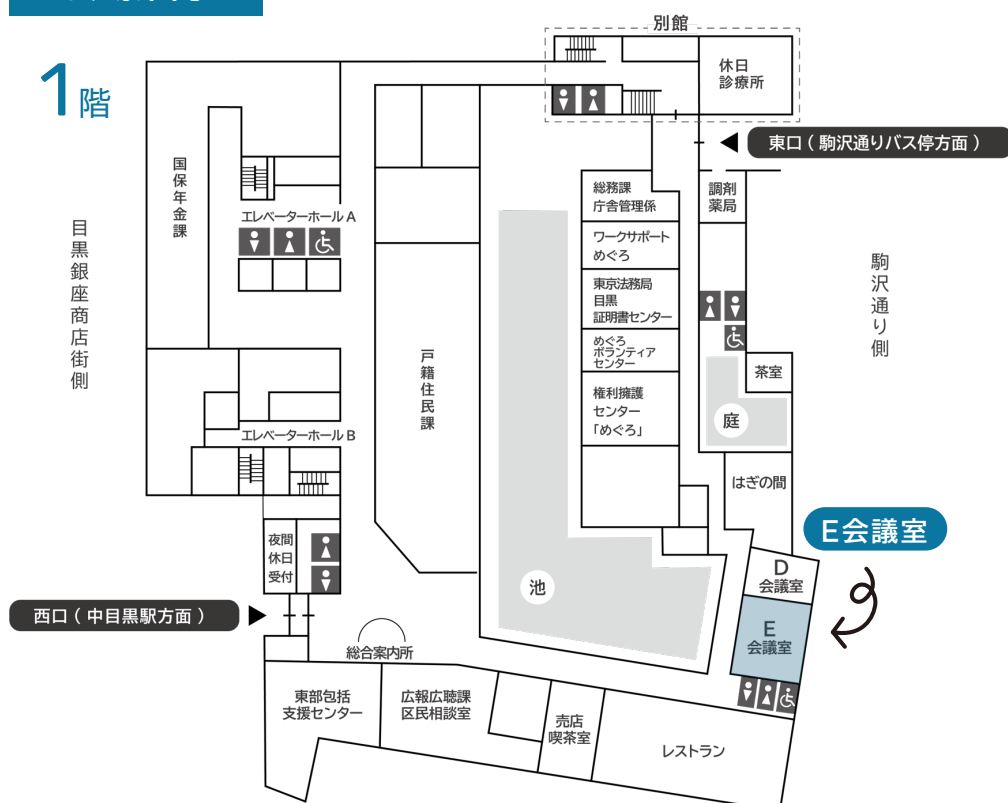 1階
別館
休日
診療所
東口（駒沢通りバス停方面）
国保年金課
エレベーターホールA
総務課
庁舎管理係
調剤
薬局
ワークサポート
めぐろ
東京法務局
目黒
証明書センター
めぐろ
ボランティア
センター
権利擁護
センター
「めぐろ」
目黒銀座商店街側
駒沢通り側
戸籍住民課
茶室
庭
エレベーターホールB
はぎの間
E会議室
夜間
休日
受付
池
D
会議室
E
会議室
西口（中目黒駅方面）
総合案内所
東部包括
支援センター
広報広聴課
区民相談室
売店
喫茶室
レストラン